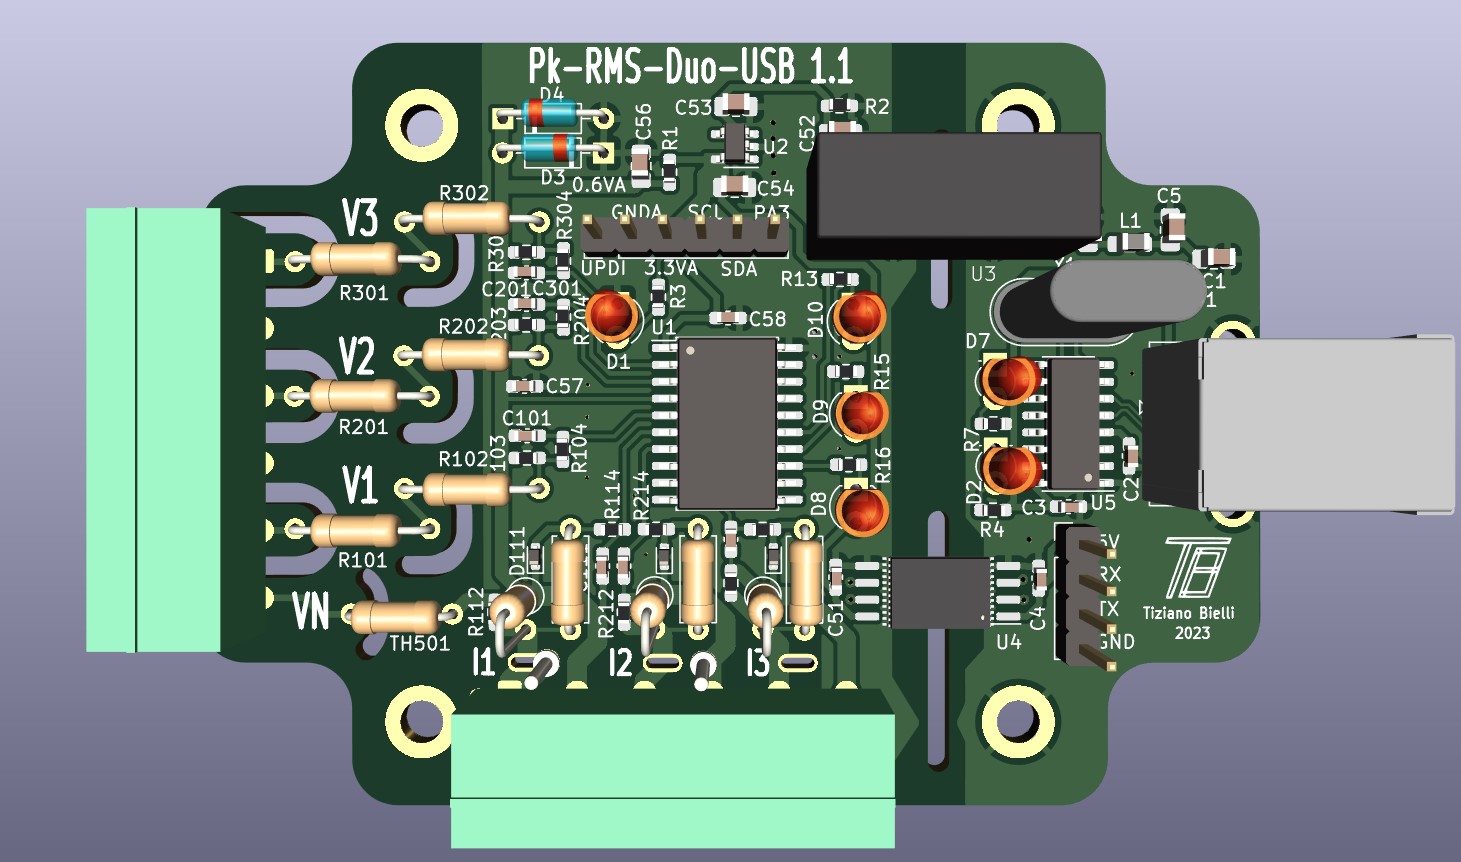 Pk-RMS-Duo-USB 1.1
D4
C53
C56
R1
U2
C52
R2
D3
0.6VA
C54
R302
R304
GNDA
SCL
PA3
C5
L1
V3
R30
R301
UPDI
3.3VA
SDA
R13
U3
C1
C201
C301
R3
R204
R202
U1
C58
D10
D1
D7
V2
R15
C57
R201
D9
C101
R104
R7
R102
103
R16
V1
R114
R214
D8
D2
C2
U5
C3
R4
R101
D111
5V
RX
VN
R112
R212
C51
C4
TX
TH501
U4
GND
I1
I2
I3
TB
Tiziano Bielli
2023